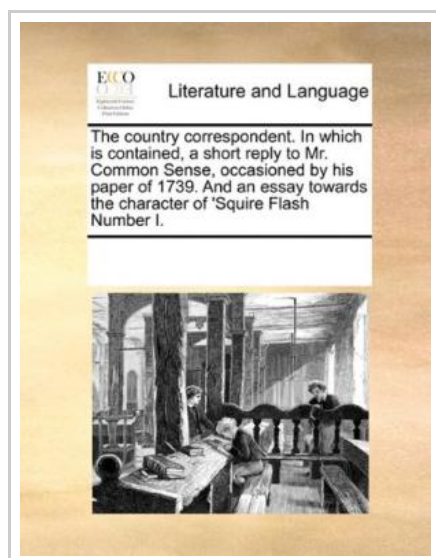 ECCO
Literature and Language
The country correspondent. In which
is contained, a short reply to Mr.
Common Sense, occasioned by his
paper of 1739. And an essay towards
the character of 'Squire Flash
Number I.